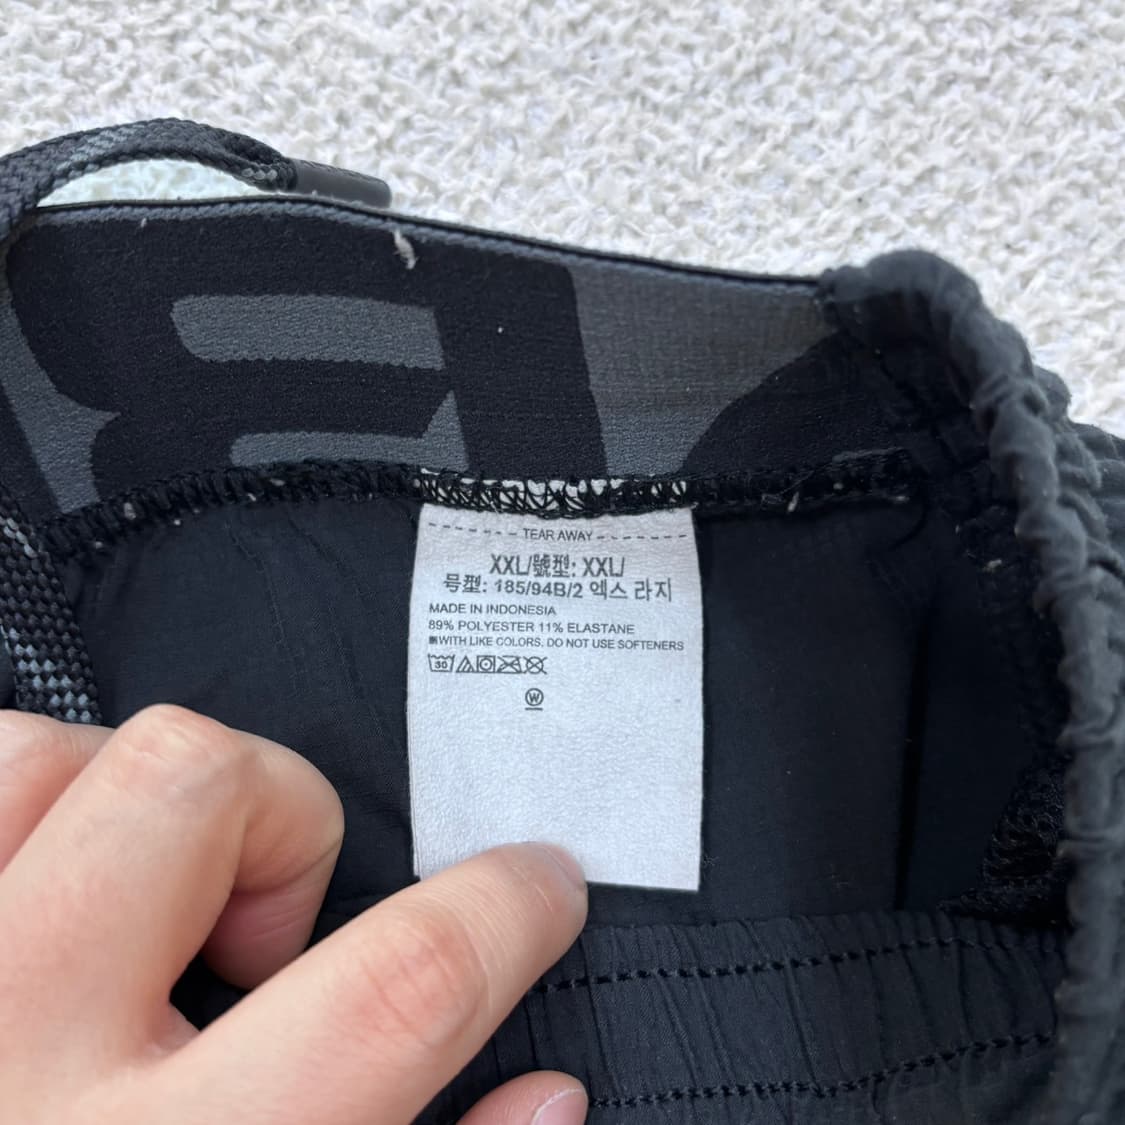 TEAR AWAY
XXL/號型: XXL/
号型: 185/94B/2 엑스 라지
MADE IN INDONESIA
89% POLYESTER 11% ELASTANE
WITH LIKE COLORS. DO NOT USE SOFTENERS
30
W